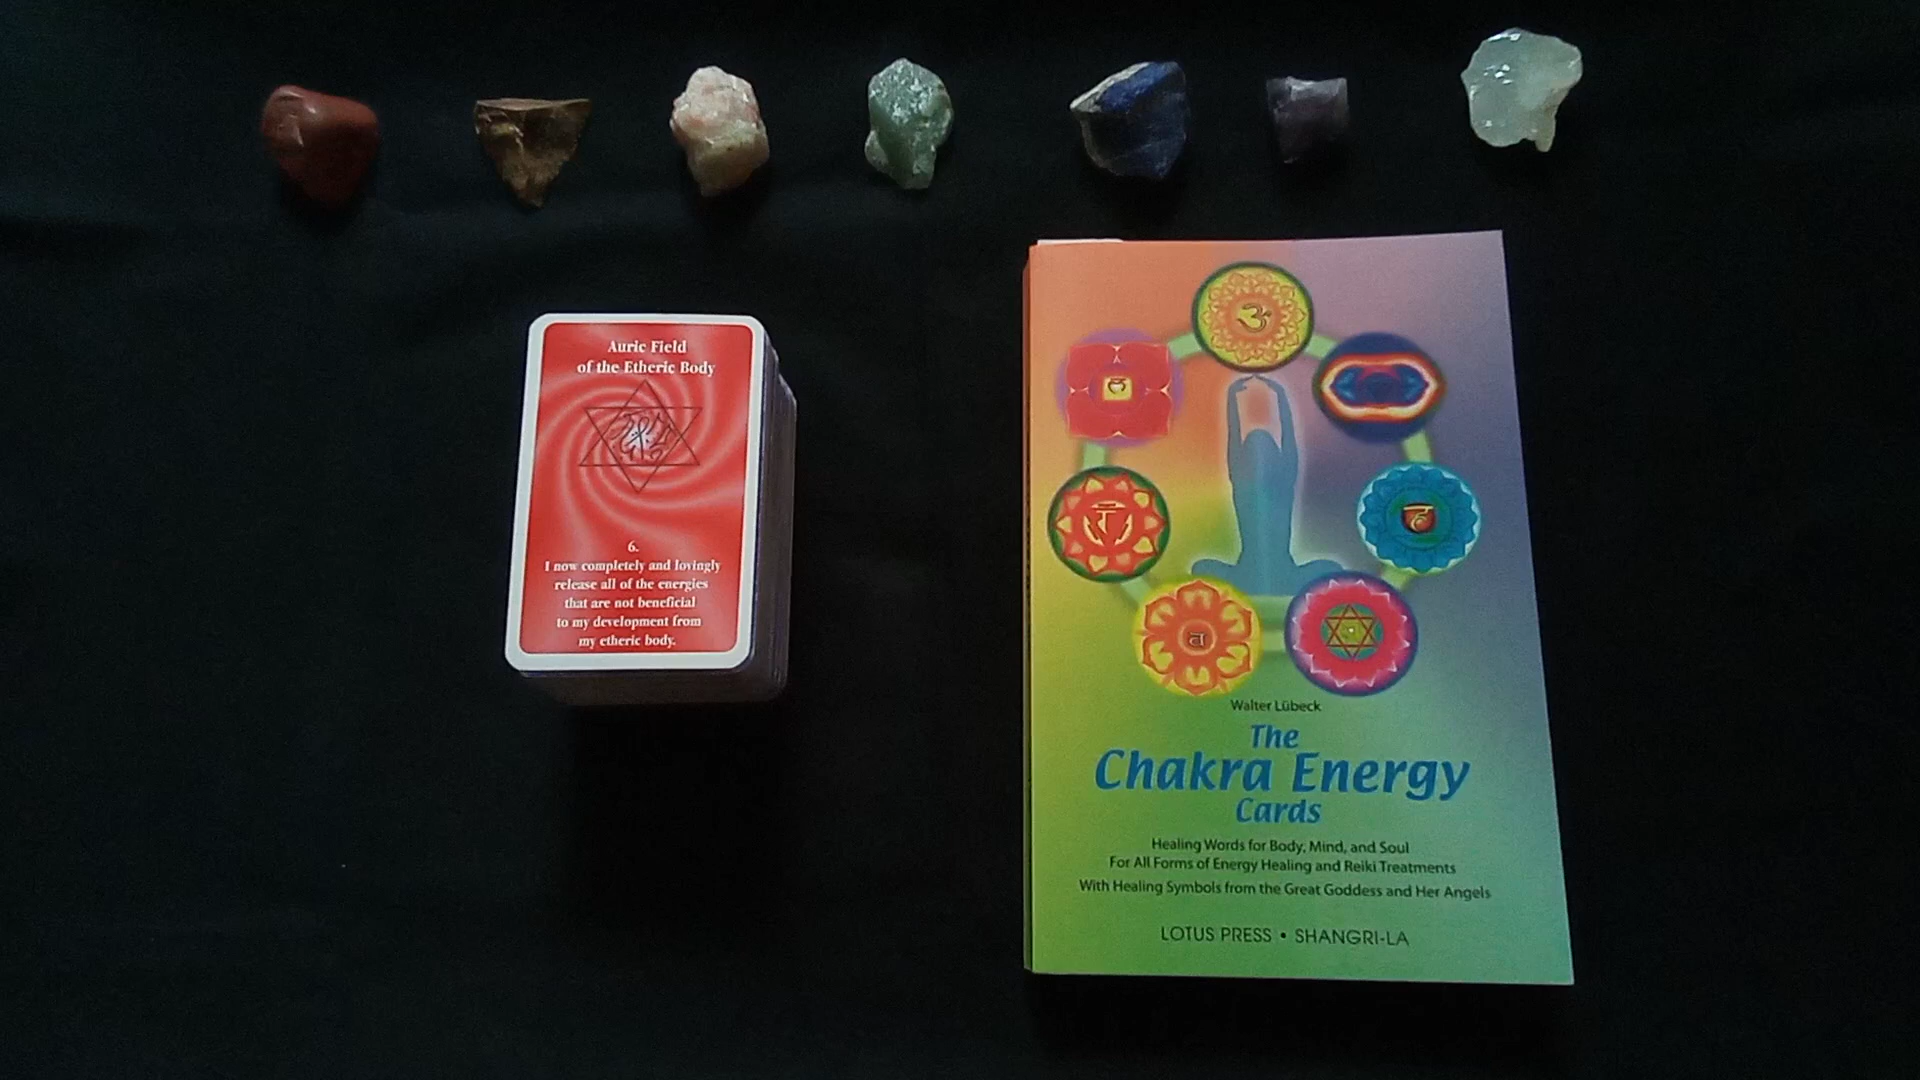 Auric Field
of the Etheric Body
6.
I now completely and lovingly
release all of the energies
that are not beneficial
to my development from
my etheric body.
Walter Lübeck
The
Chakra Energy
Cards
Healing Words for Body, Mind, and Soul
For All Forms of Energy Healing and Reiki Treatments
With Healing Symbols from the Great Goddess and Her Angels
LOTUS PRESS • SHANGRI-LA